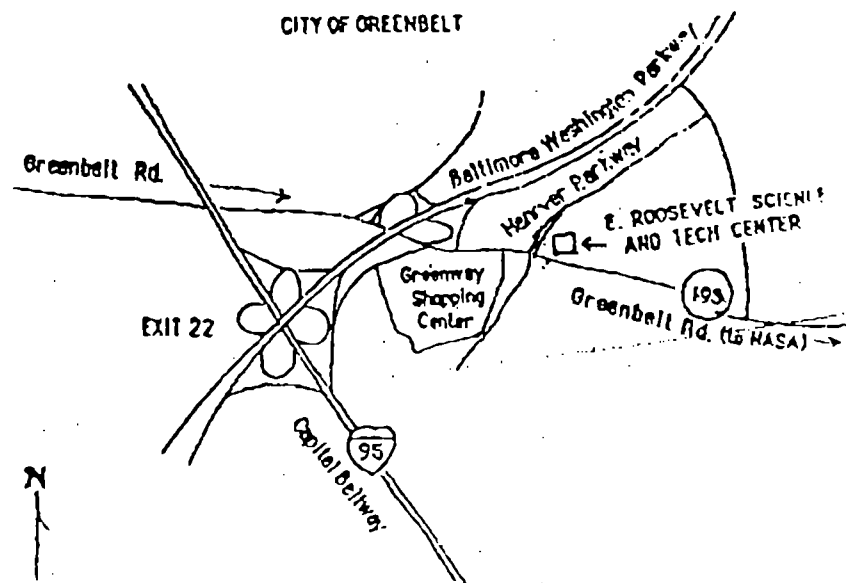 CITY OF GREENBELT
Baltimore Washington Parkway
Greenbelt Rd.
Parkway
E. ROOSEVELT SCIENCE
AND TECH CENTER
Greenway
Shopping
Center
193
EXIT 22
Greenbelt Rd. (to NASA)
Capital Beltway
95
N